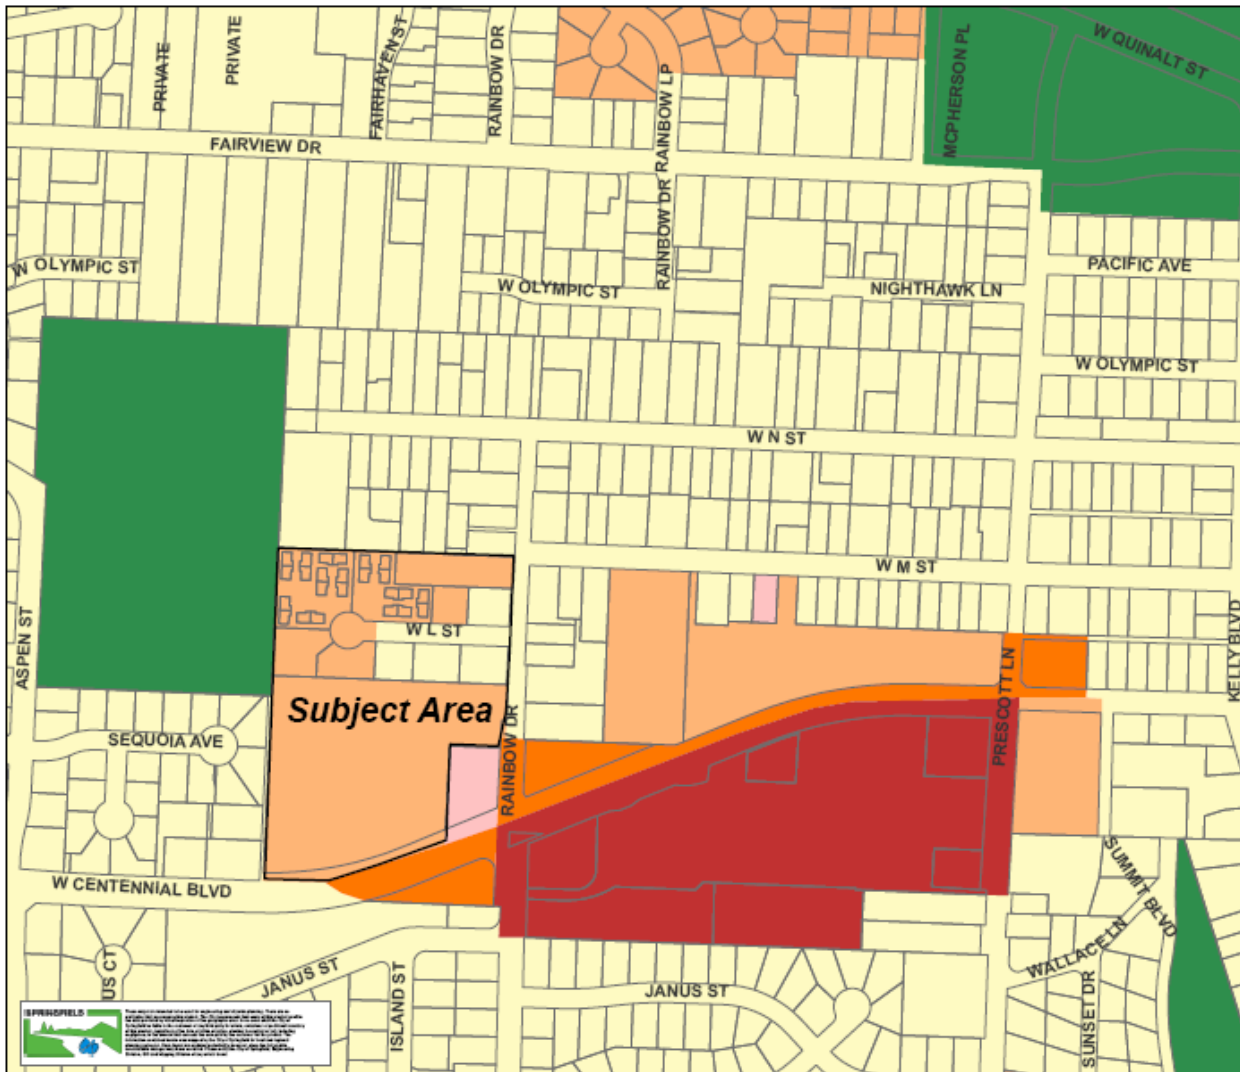 PRIVATE
PRIVATE
FAIRHAVEN ST
RAINBOW DR
RAINBOW LP
MCPHERSON PL
W QUINALT ST
FAIRVIEW DR
RAINBOW DR
W OLYMPIC ST
W OLYMPIC ST
NIGHTHAWK LN
PACIFIC AVE
W OLYMPIC ST
W N ST
W M ST
ASPEN ST
W L ST
KELLY BLVD
Subject Area
PRESCOTT LN
SEQUOIA AVE
RAINBOW DR
W CENTENNIAL BLVD
SUMMIT BLVD
WALLACE LN
US CT
JANUS ST
ISLAND ST
JANUS ST
SUNSET DR
SPRINGFIELD